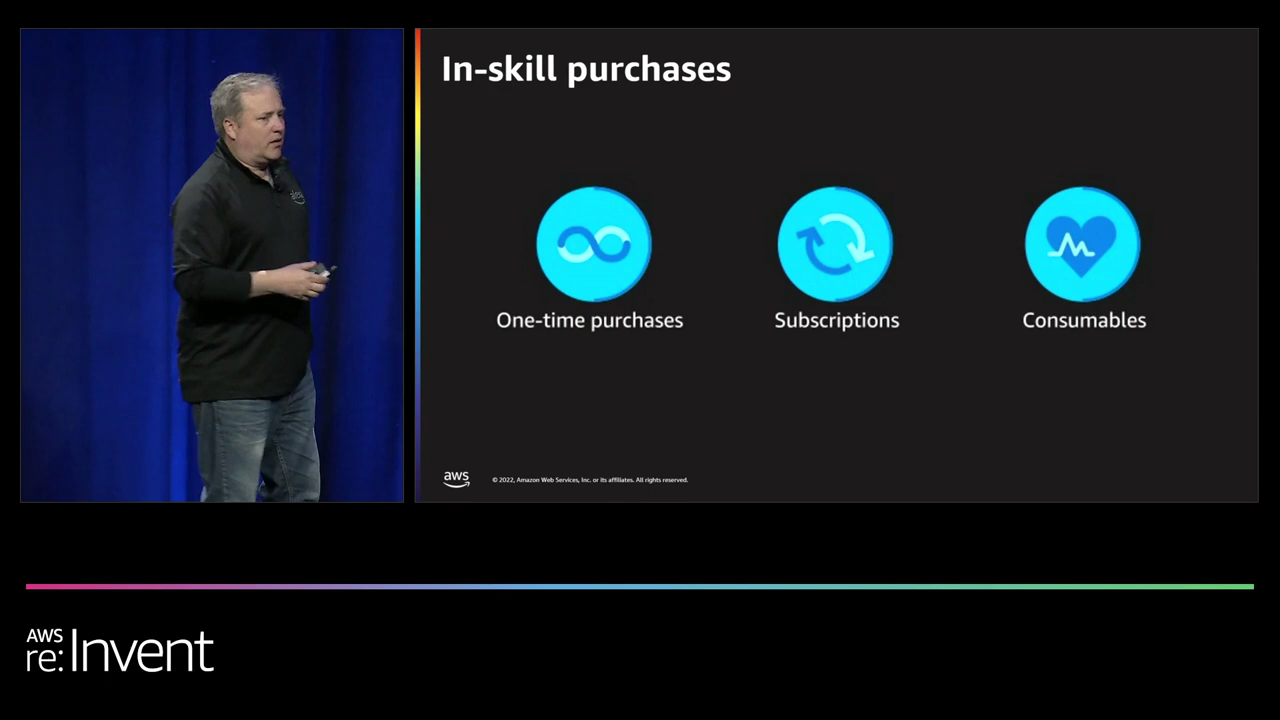 In-skill purchases
One-time purchases
Subscriptions
Consumables
aws
© 2022, Amazon Web Services, Inc. or its affiliates. All rights reserved.
AWS
re:Invent